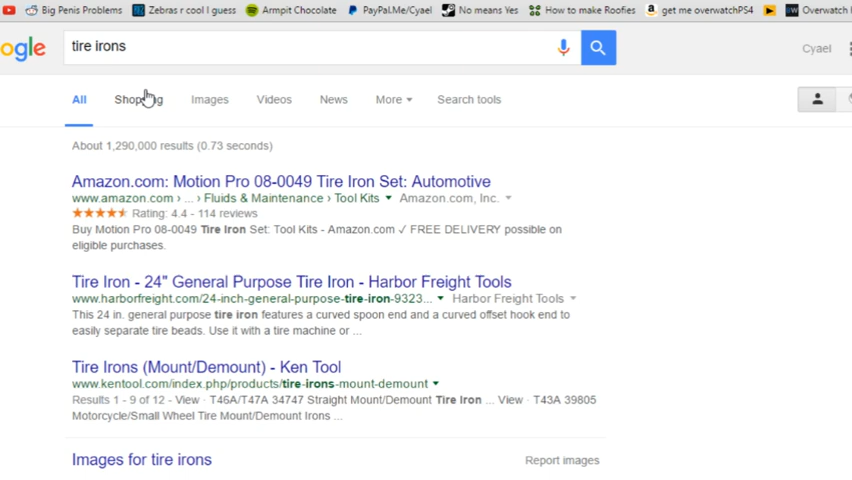 Big Penis Problems Zebras r cool I guess Armpit Chocolate PayPal.Me/Cyael No means Yes How to make Roofies get me overwatchPS4 Overwatch
ogle tire irons Cyael
All Shopping Images Videos News More Search tools
About 1,290,000 results (0.73 seconds)
Amazon.com: Motion Pro 08-0049 Tire Iron Set: Automotive
www.amazon.com › ... › Fluids & Maintenance › Tool Kits Amazon.com, Inc.
Rating: 4.4 - 114 reviews
Buy Motion Pro 08-0049 Tire Iron Set: Tool Kits - Amazon.com ✓ FREE DELIVERY possible on
eligible purchases.
Tire Iron - 24" General Purpose Tire Iron - Harbor Freight Tools
www.harborfreight.com/24-inch-general-purpose-tire-iron-9323... Harbor Freight Tools
This 24 in. general purpose tire iron features a curved spoon end and a curved offset hook end to
easily separate tire beads. Use it with a tire machine or ...
Tire Irons (Mount/Demount) - Ken Tool
www.kentool.com/index.php/products/tire-irons-mount-demount
Results 1 - 9 of 12 - View · T46A/T47A 34747 Straight Mount/Demount Tire Iron ... View · T43A 39805
Motorcycle/Small Wheel Tire Mount/Demount Irons ...
Images for tire irons Report images